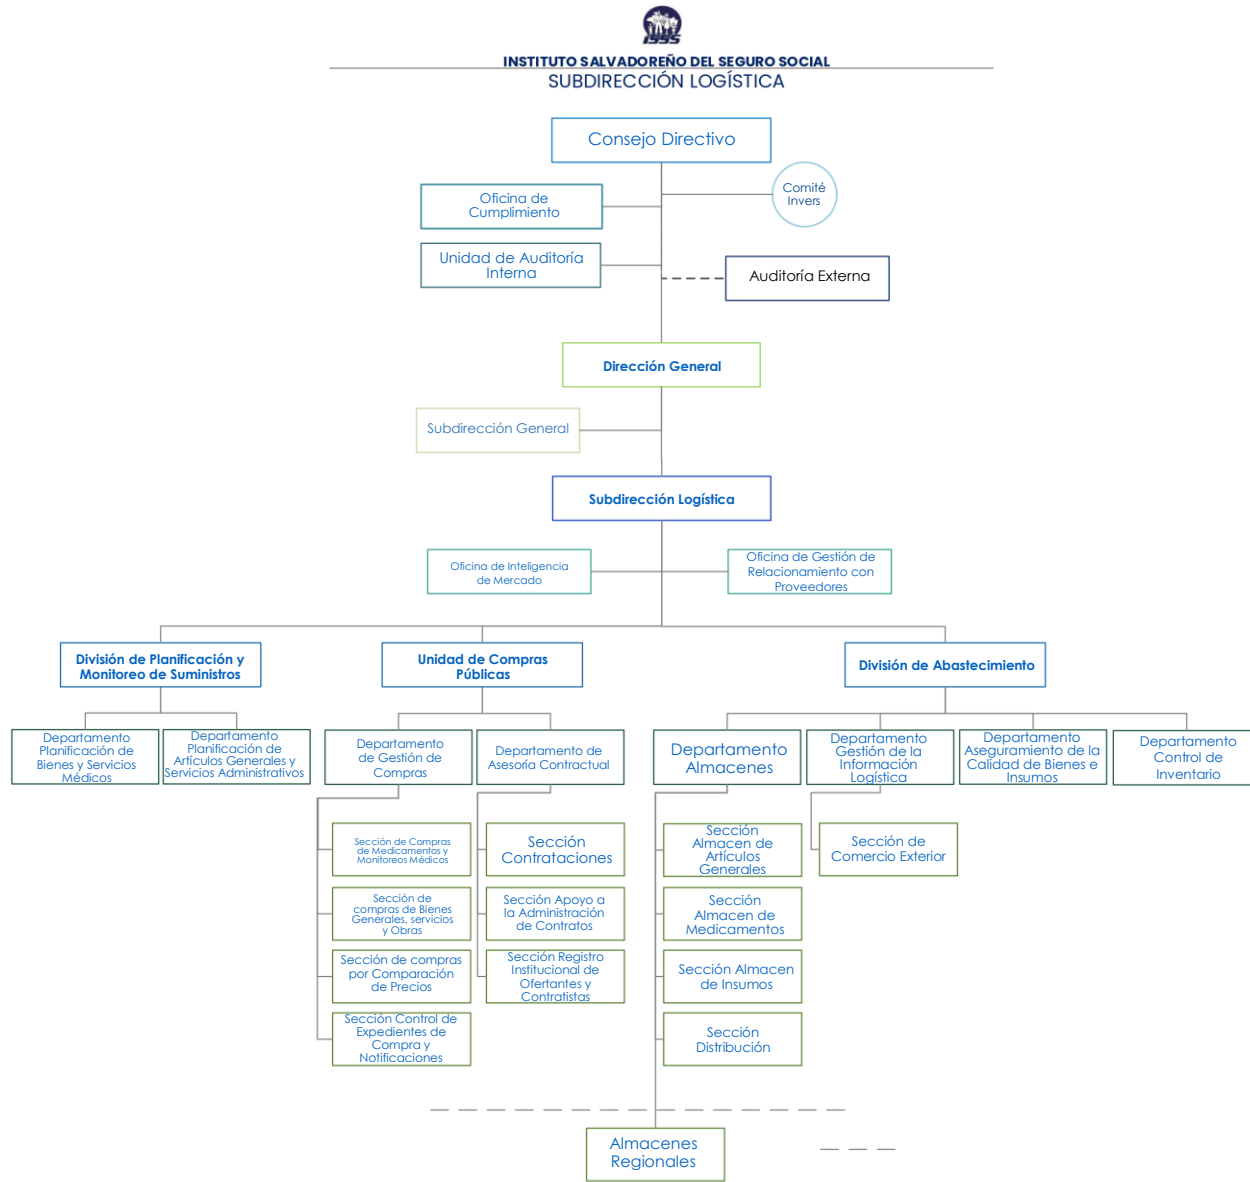 ISSS
INSTITUTO SALVADOREÑO DEL SEGURO SOCIAL
SUBDIRECCIÓN LOGÍSTICA
Consejo Directivo
Comité
Invers
Oficina de
Cumplimiento
Unidad de Auditoría
Interna
Auditoría Externa
Dirección General
Subdirección General
Subdirección Logística
Oficina de Inteligencia
de Mercado
Oficina de Gestión de
Relacionamiento con
Proveedores
División de Planificación y
Monitoreo de Suministros
Unidad de Compras
Públicas
División de Abastecimiento
Departamento
Planificación de
Bienes y Servicios
Médicos
Departamento
Planificación de
Artículos Generales y
Servicios Administrativos
Departamento
de Gestión de
Compras
Departamento de
Asesoría Contractual
Departamento
Almacenes
Departamento
Gestión de la
Información
Logística
Departamento
Aseguramiento de la
Calidad de Bienes e
Insumos
Departamento
Control de
Inventario
Sección de Compras
de Medicamentos y
Monitoreos Médicos
Sección
Contrataciones
Sección
Almacen de
Artículos
Generales
Sección de
Comercio Exterior
Sección de
compras de Bienes
Generales, servicios
y Obras
Sección Apoyo a
la Administración
de Contratos
Sección
Almacen de
Medicamentos
Sección de compras
por Comparación
de Precios
Sección Registro
Institucional de
Ofertantes y
Contratistas
Sección Almacen
de Insumos
Sección Control de
Expedientes de
Compra y
Notificaciones
Sección
Distribución
Almacenes
Regionales